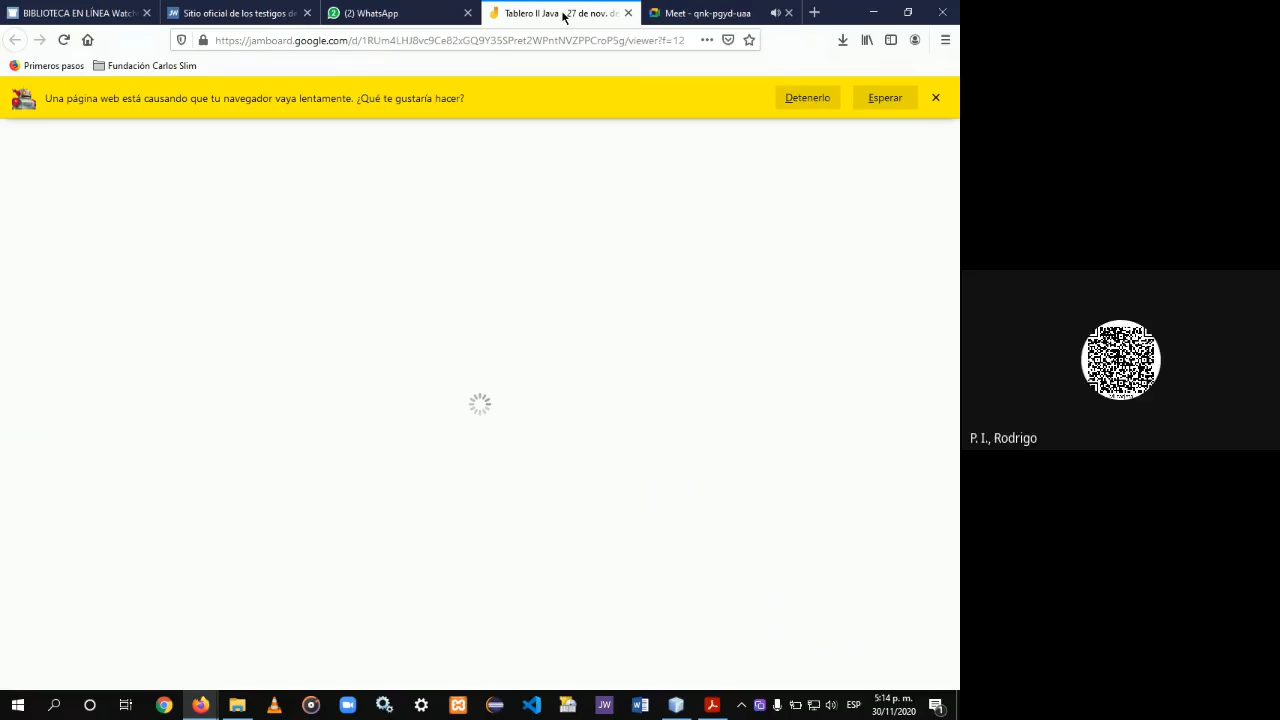 BIBLIOTECA EN LÍNEA Watch
Sitio oficial de los testigos de
(2) WhatsApp
Tablero II Java - 27 de nov. de
Meet - qnk-pgyd-uaa
https://jamboard.google.com/d/1RUm4LHJ8vc9Ce82xGQ9Y35SPret2WPntNVZPPCroP5g/viewer?f=12
Primeros pasos
Fundación Carlos Slim
Una página web está causando que tu navegador vaya lentamente. ¿Qué te gustaría hacer?
Detenerlo
Esperar
P. I., Rodrigo
JW
W
ESP
5:14 p. m.
30/11/2020
1